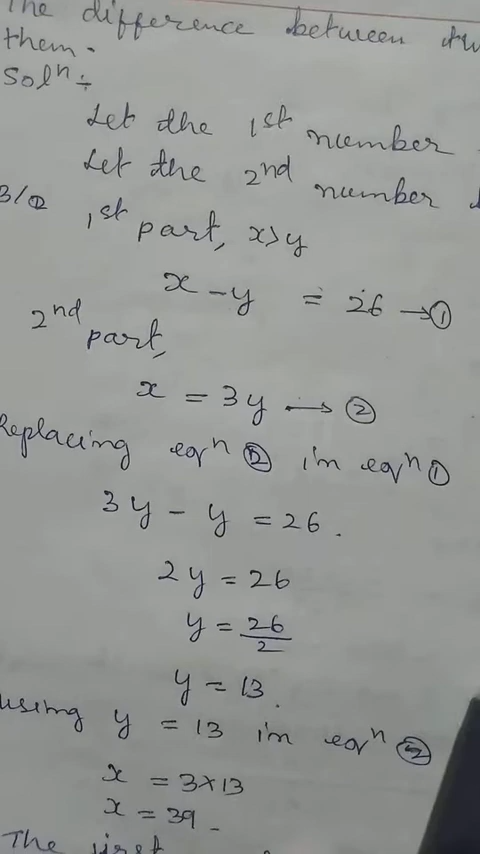 The difference between
them.
Solⁿ ÷
Let the 1st number
Let the 2nd number
1st part, x>y
x - y = 26 → ①
2nd part,
x = 3y → ②
Replacing eqⁿ ② in eqⁿ ①
3y - y = 26.
2y = 26
y = 26/2
y = 13.
using y = 13 in eqⁿ ②
x = 3×13
x = 39.
The first